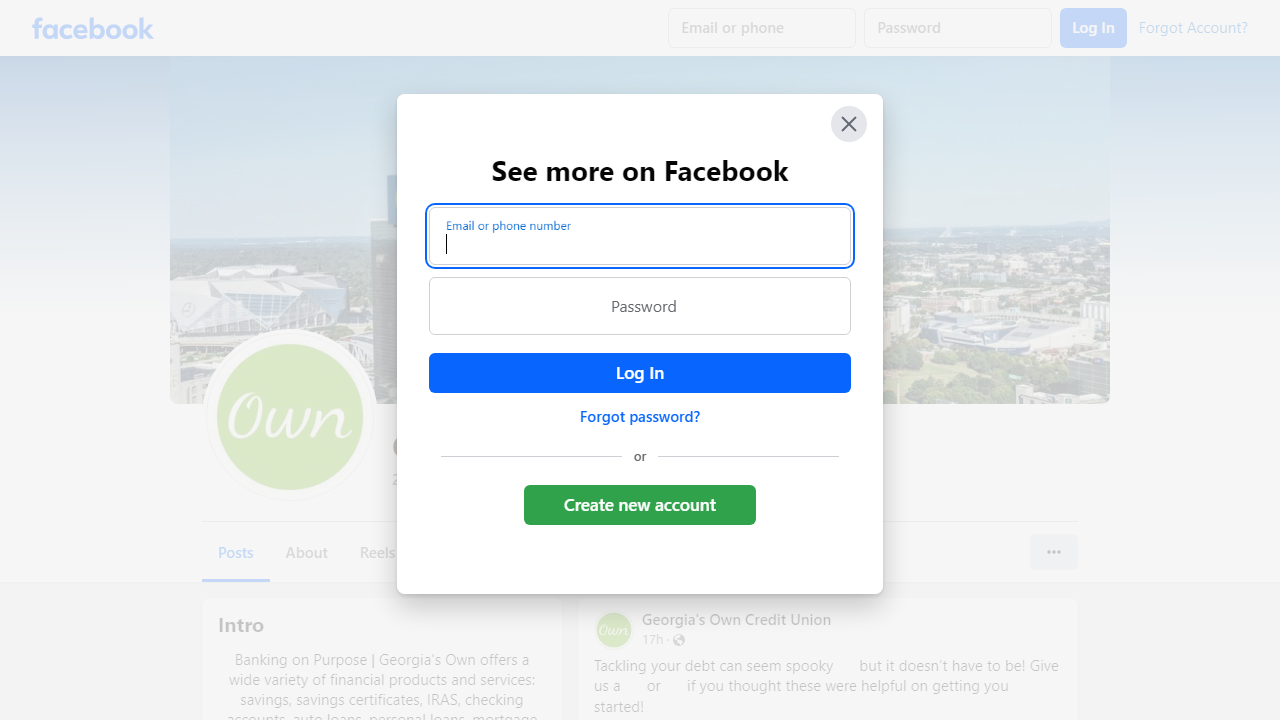 facebook
Email or phone
Password
Log In
Forgot Account?
See more on Facebook
Email or phone number
Password
Log In
Forgot password?
or
Create new account
Own
Posts
About
Reels
Intro
Banking on Purpose | Georgia's Own offers a
wide variety of financial products and services:
savings, savings certificates, IRAS, checking
accounts, auto loans, personal loans, mortgage
Own
Georgia's Own Credit Union
17h ·
Tackling your debt can seem spooky but it doesn't have to be! Give
us a or if you thought these were helpful on getting you
started!